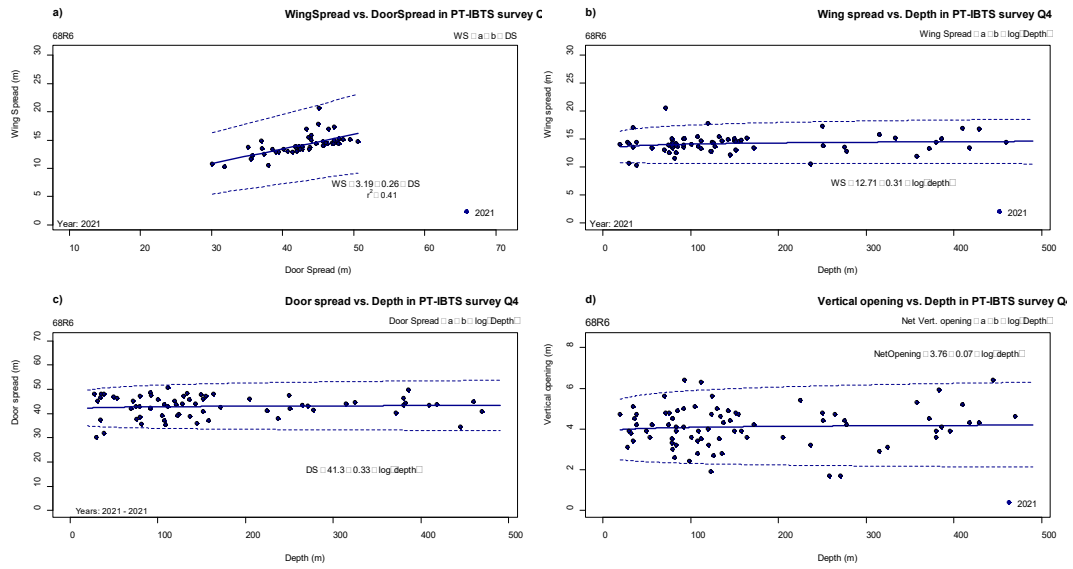 a)
WingSpread vs. DoorSpread in PT-IBTS survey Q
68R6
WS □ a □ b □ DS
30
25
20
15
10
5
0
Wing Spread (m)
WS □ 3.19 □ 0.26 □ DS
r² □ 0.41
2021
Year: 2021
10 20 30 40 50 60 70
Door Spread (m)
b)
Wing spread vs. Depth in PT-IBTS survey Q4
68R6
Wing Spread □ a □ b □ log□Depth□
30
25
20
15
10
5
0
Wing Spread (m)
WS □ 12.71 □ 0.31 □ log□depth□
2021
Year: 2021
0 100 200 300 400 500
Depth (m)
c)
Door spread vs. Depth in PT-IBTS survey Q4
68R6
Door Spread □ a □ b □ log□Depth□
70
60
50
40
30
20
10
0
Door spread (m)
DS □ 41.3 □ 0.33 □ log□depth□
Years: 2021 - 2021
0 100 200 300 400 500
Depth (m)
d)
Vertical opening vs. Depth in PT-IBTS survey Q4
68R6
Net Vert. opening □ a □ b □ log□Depth□
8
6
4
2
0
Vertical opening (m)
NetOpening □ 3.76 □ 0.07 □ log□depth□
2021
0 100 200 300 400 500
Depth (m)